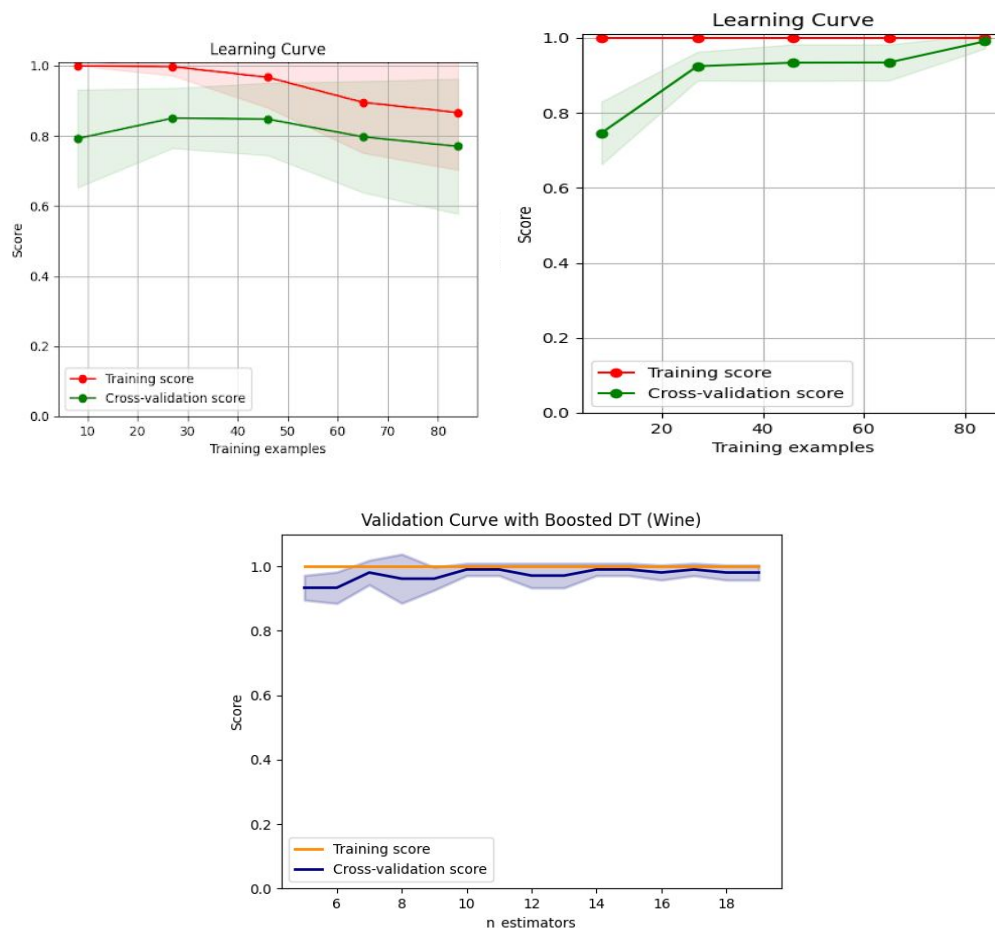 Learning Curve
1.0
0.8
0.6
0.4
0.2
0.0
Score
Training score
Cross-validation score
10 20 30 40 50 60 70 80
Training examples
Learning Curve
1.0
0.8
0.6
0.4
0.2
0.0
Score
Training score
Cross-validation score
20 40 60 80
Training examples
Validation Curve with Boosted DT (Wine)
1.0
0.8
0.6
0.4
0.2
0.0
Score
Training score
Cross-validation score
6 8 10 12 14 16 18
n estimators